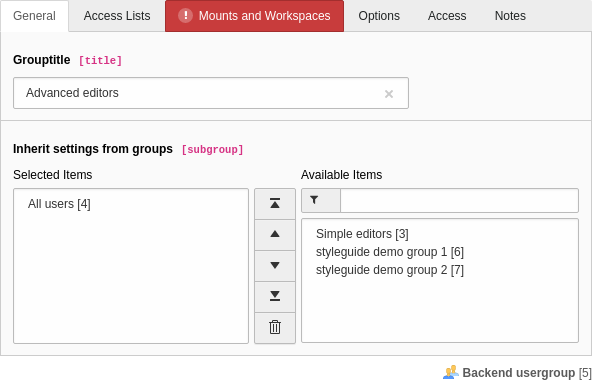 General Access Lists Mounts and Workspaces Options Access Notes
Grouptitle [title]
Advanced editors
Inherit settings from groups [subgroup]
Selected Items Available Items
All users [4]
Simple editors [3]
styleguide demo group 1 [6]
styleguide demo group 2 [7]
Backend usergroup [5]